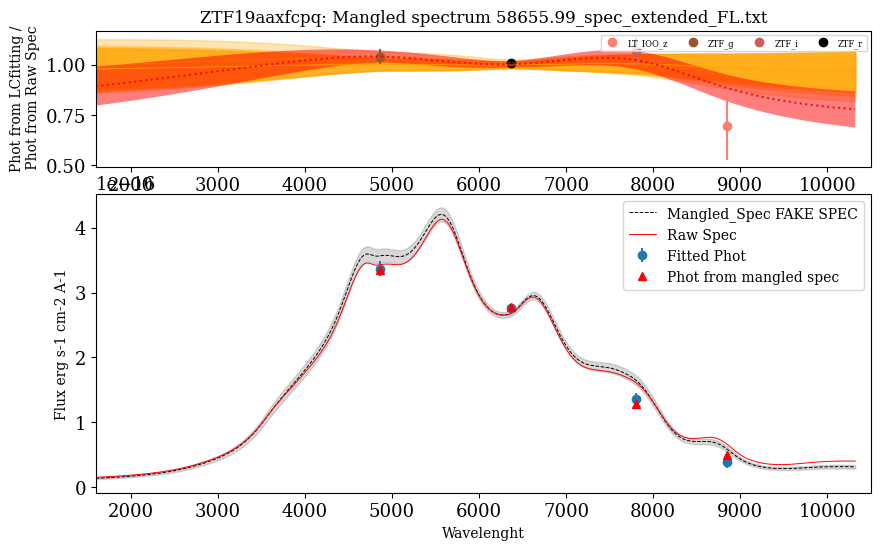 ZTF19aaxfcpq: Mangled spectrum 58655.99_spec_extended_FL.txt
Phot from LCfitting /
Phot from Raw Spec
1.00
0.75
0.50
LT_IOO_z ZTF_g ZTF_i ZTF_r
2000 3000 4000 5000 6000 7000 8000 9000 10000
Flux erg s-1 cm-2 A-1
4
3
2
1
0
Mangled_Spec FAKE SPEC
Raw Spec
Fitted Phot
Phot from mangled spec
2000 3000 4000 5000 6000 7000 8000 9000 10000
Wavelenght